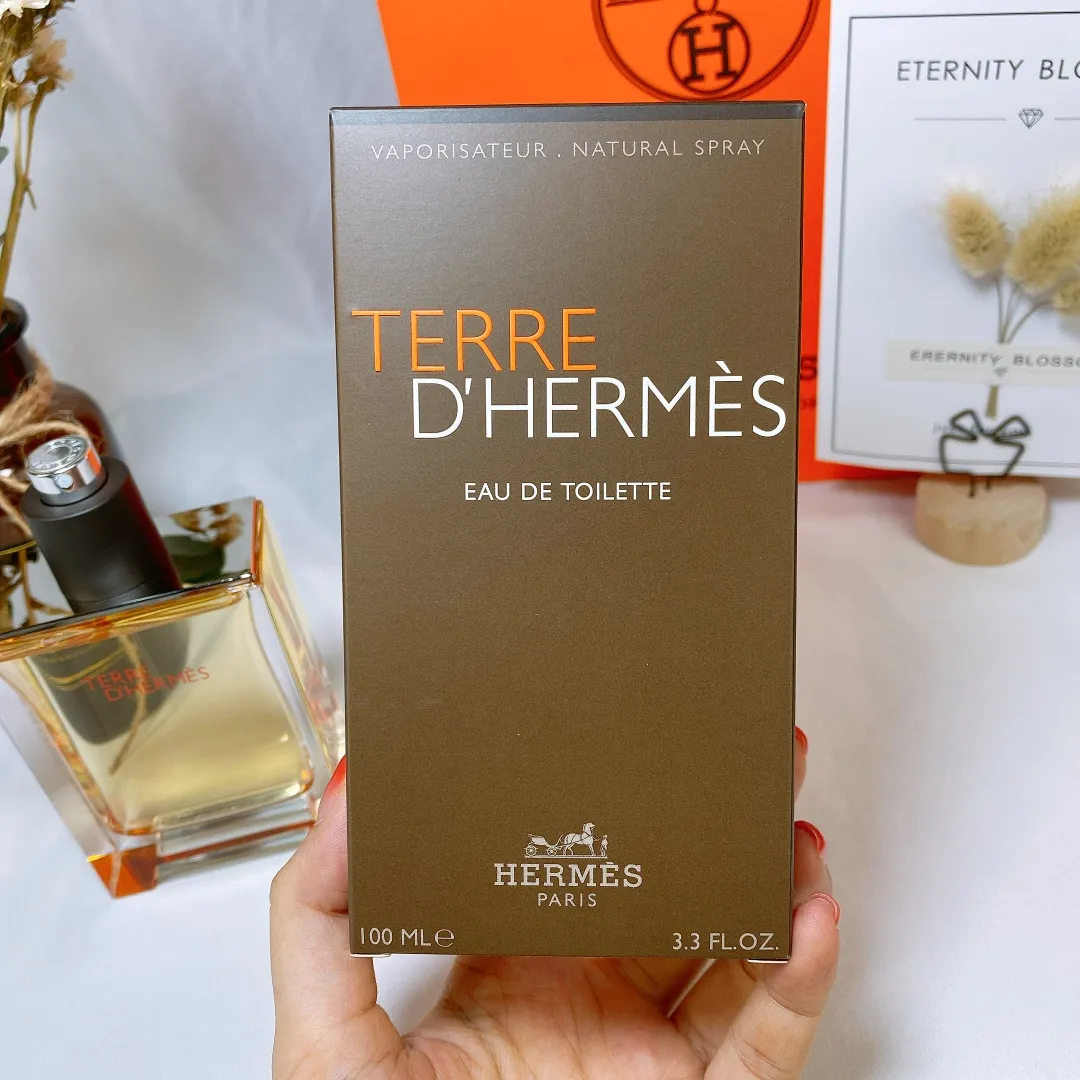 VAPORISATEUR . NATURAL SPRAY
TERRE
D'HERMÈS
EAU DE TOILETTE
HERMÈS
PARIS
100 ML℮
3.3 FL.OZ.
TERRE
D'HERMÈS
H
ETERNITY BLO
ERERNITY BLOSSO